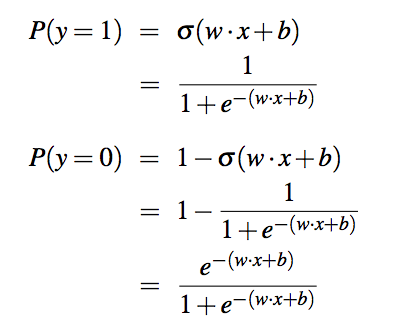 P(y=1) = σ(w·x+b)
= 1 / (1+e^{-(w·x+b)})
P(y=0) = 1−σ(w·x+b)
= 1 − 1 / (1+e^{-(w·x+b)})
= e^{-(w·x+b)} / (1+e^{-(w·x+b)})